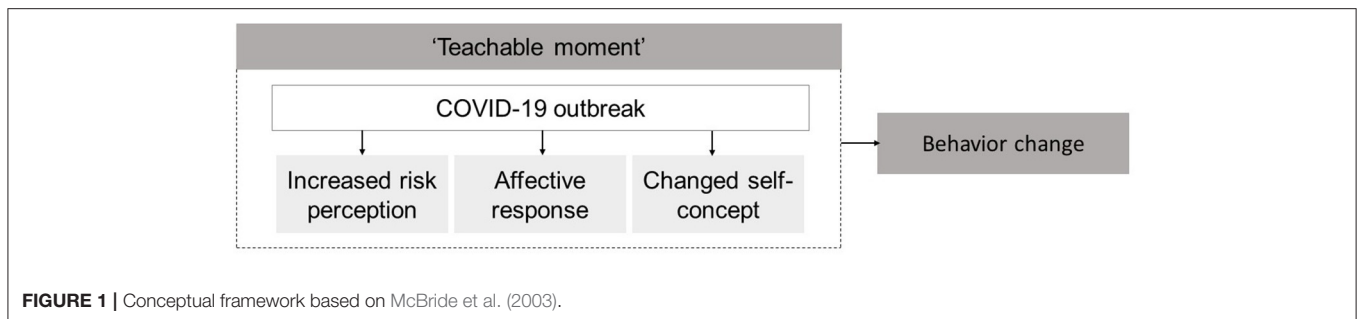 'Teachable moment'
COVID-19 outbreak
Increased risk
perception
Affective
response
Changed self-
concept
Behavior change
FIGURE 1 | Conceptual framework based on McBride et al. (2003).